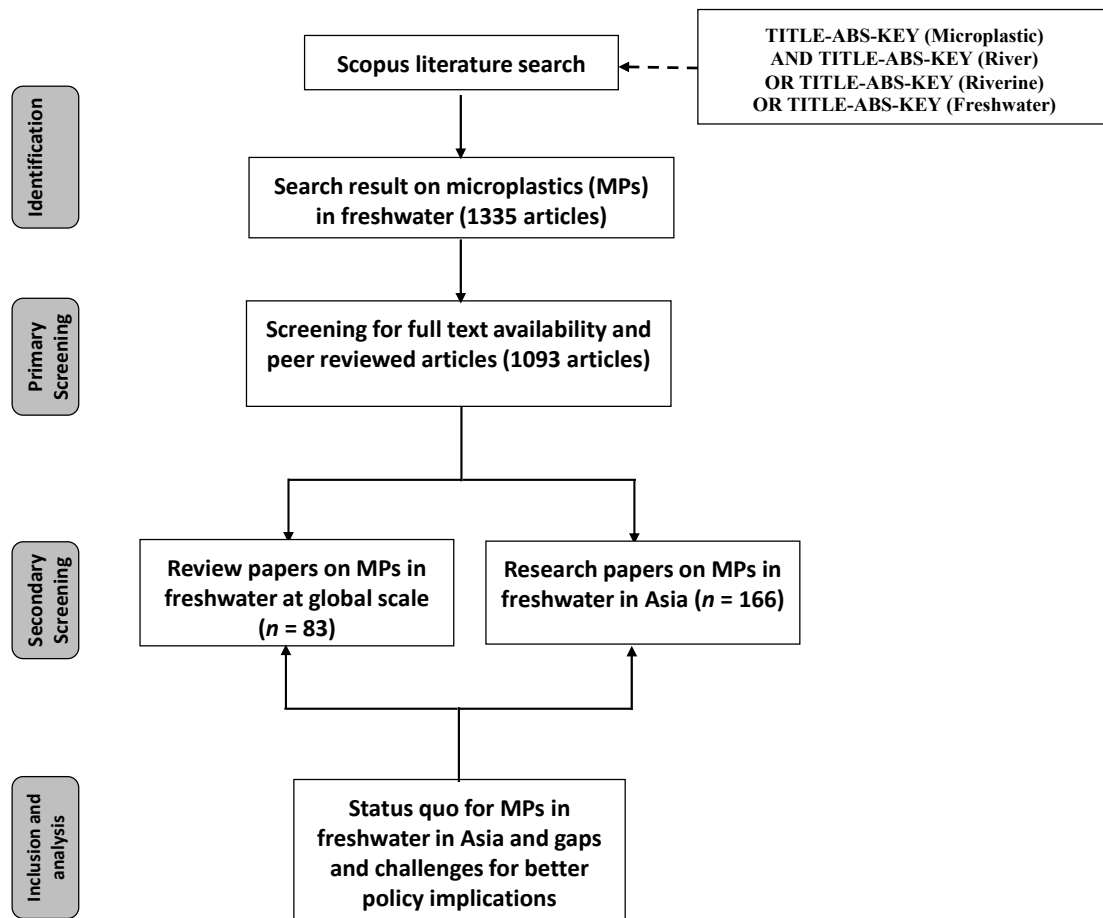 Scopus literature search
TITLE-ABS-KEY (Microplastic)
AND TITLE-ABS-KEY (River)
OR TITLE-ABS-KEY (Riverine)
OR TITLE-ABS-KEY (Freshwater)
Identification
Search result on microplastics (MPs)
in freshwater (1335 articles)
Primary
Screening
Screening for full text availability and
peer reviewed articles (1093 articles)
Secondary
Screening
Review papers on MPs in
freshwater at global scale
(n = 83)
Research papers on MPs in
freshwater in Asia (n = 166)
Inclusion and
analysis
Status quo for MPs in
freshwater in Asia and gaps
and challenges for better
policy implications